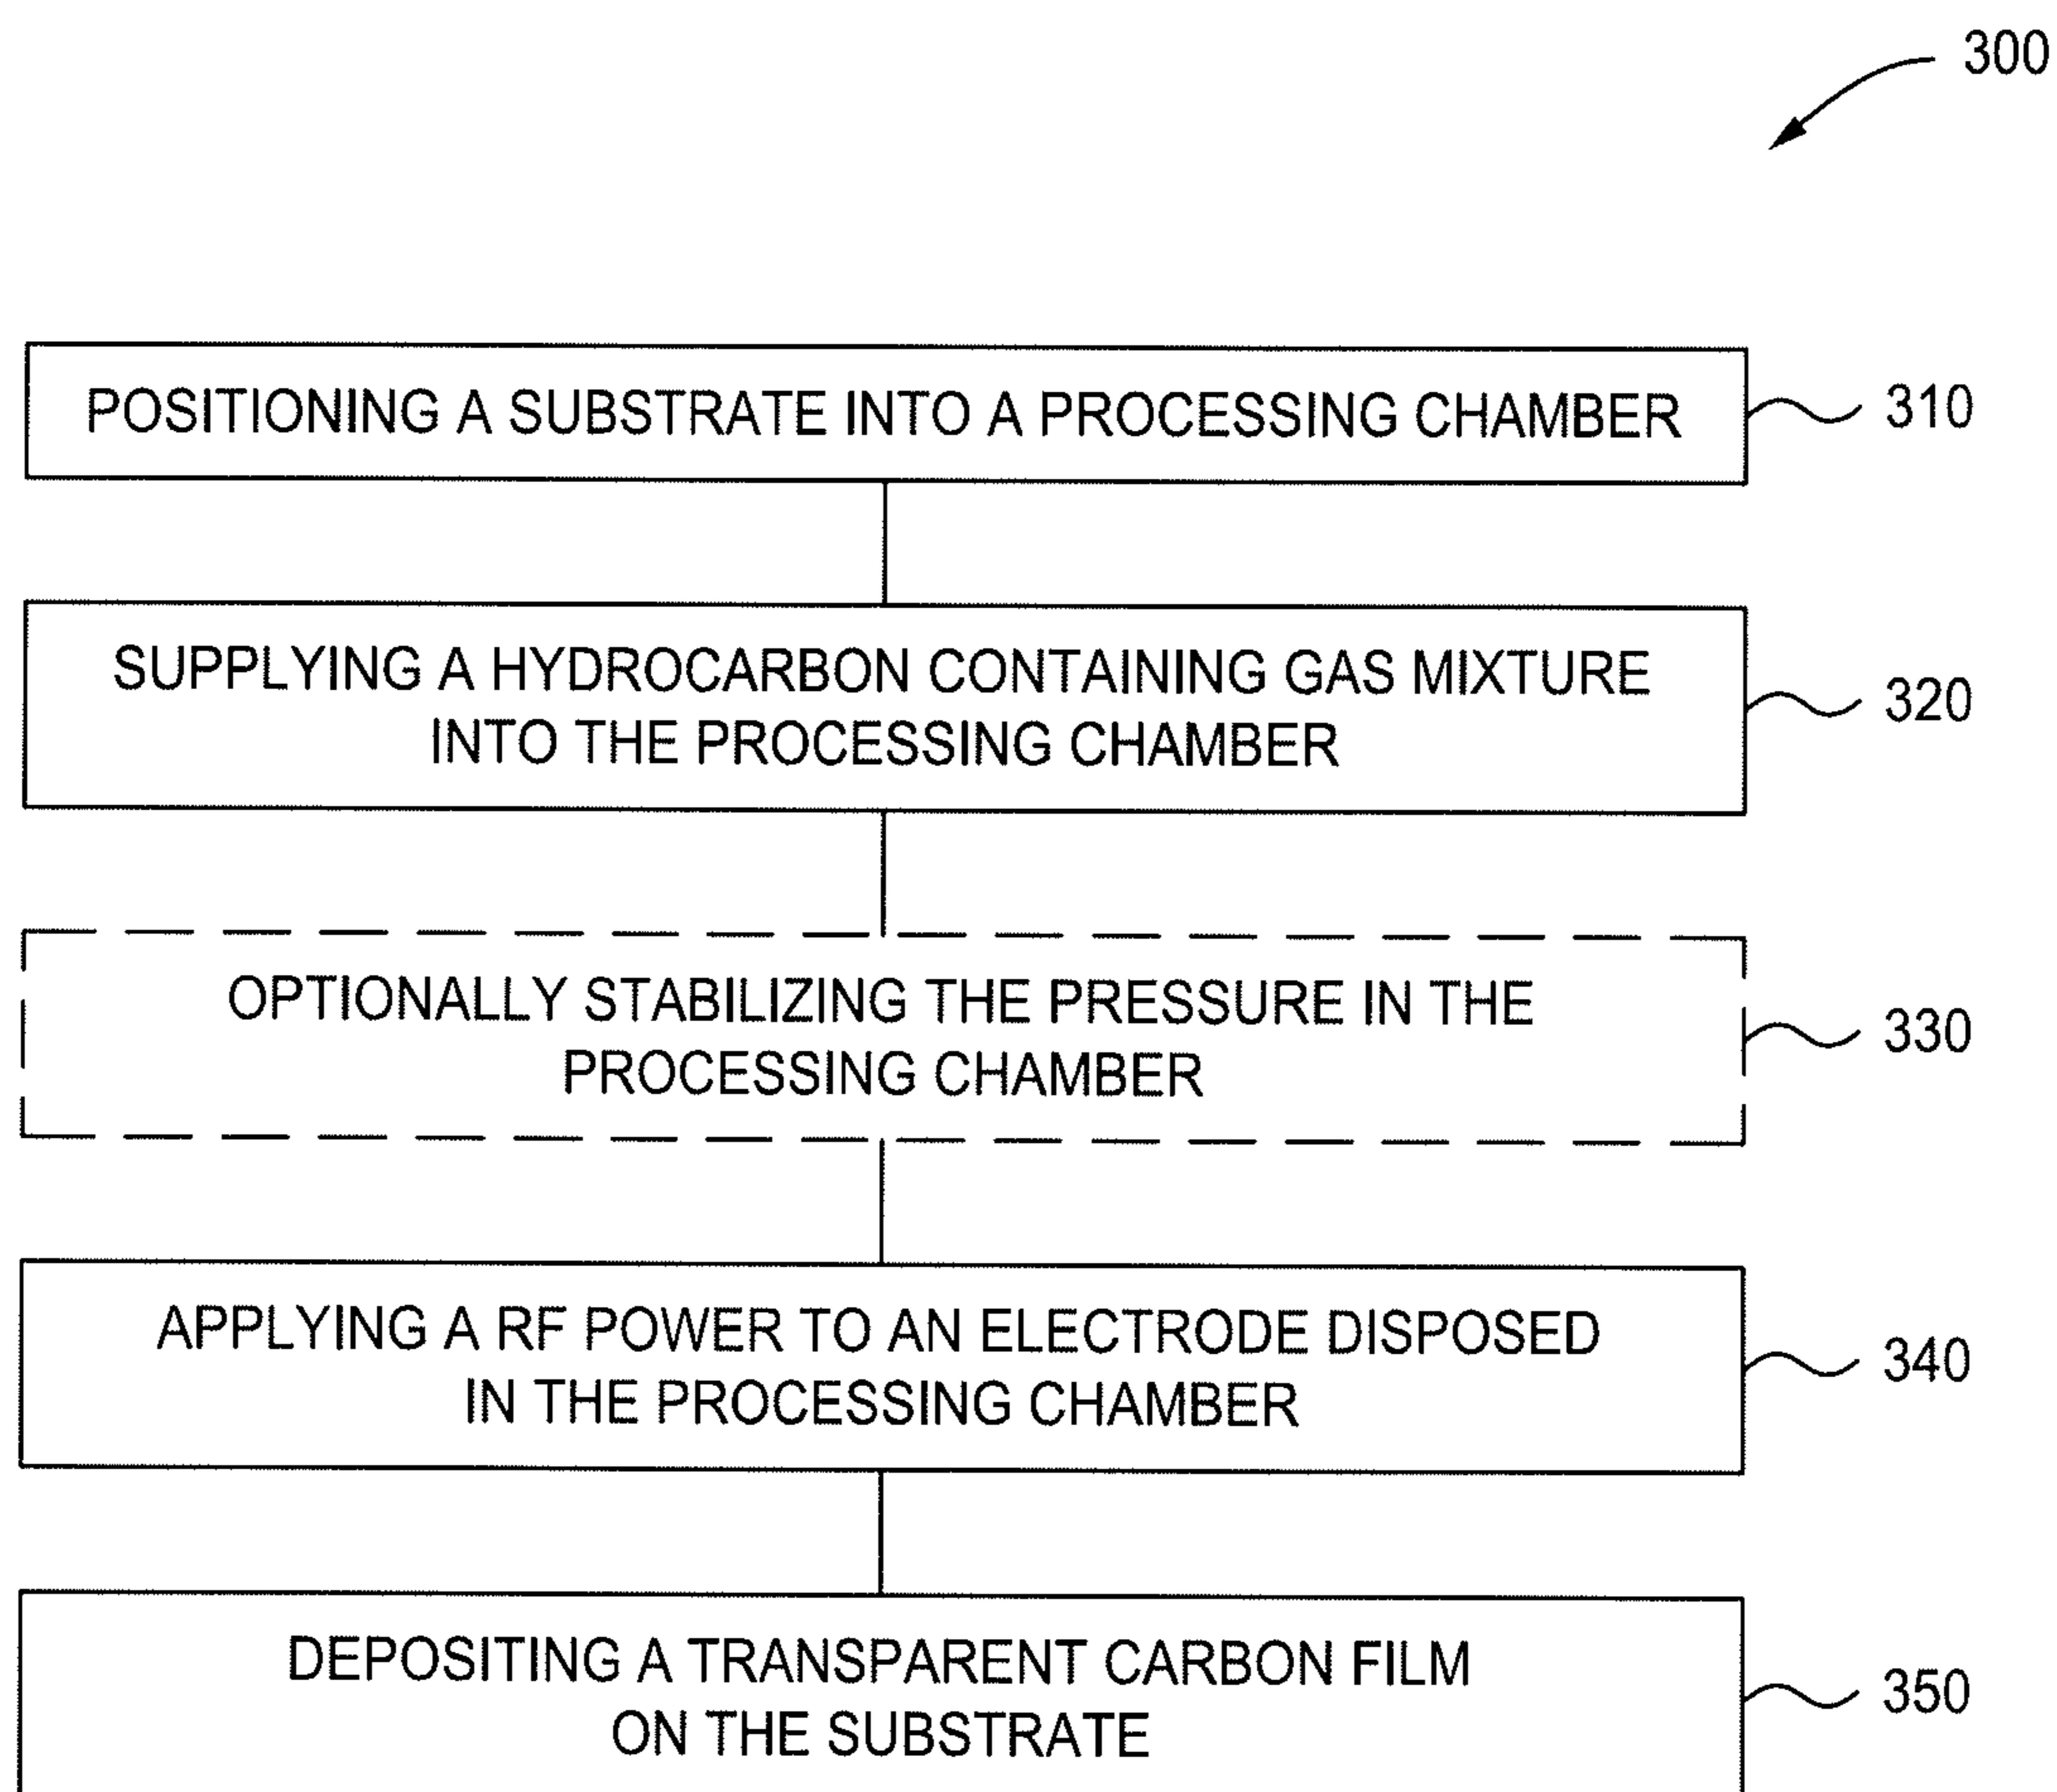 300
POSITIONING A SUBSTRATE INTO A PROCESSING CHAMBER
310
SUPPLYING A HYDROCARBON CONTAINING GAS MIXTURE
INTO THE PROCESSING CHAMBER
320
OPTIONALLY STABILIZING THE PRESSURE IN THE
PROCESSING CHAMBER
330
APPLYING A RF POWER TO AN ELECTRODE DISPOSED
IN THE PROCESSING CHAMBER
340
DEPOSITING A TRANSPARENT CARBON FILM
ON THE SUBSTRATE
350